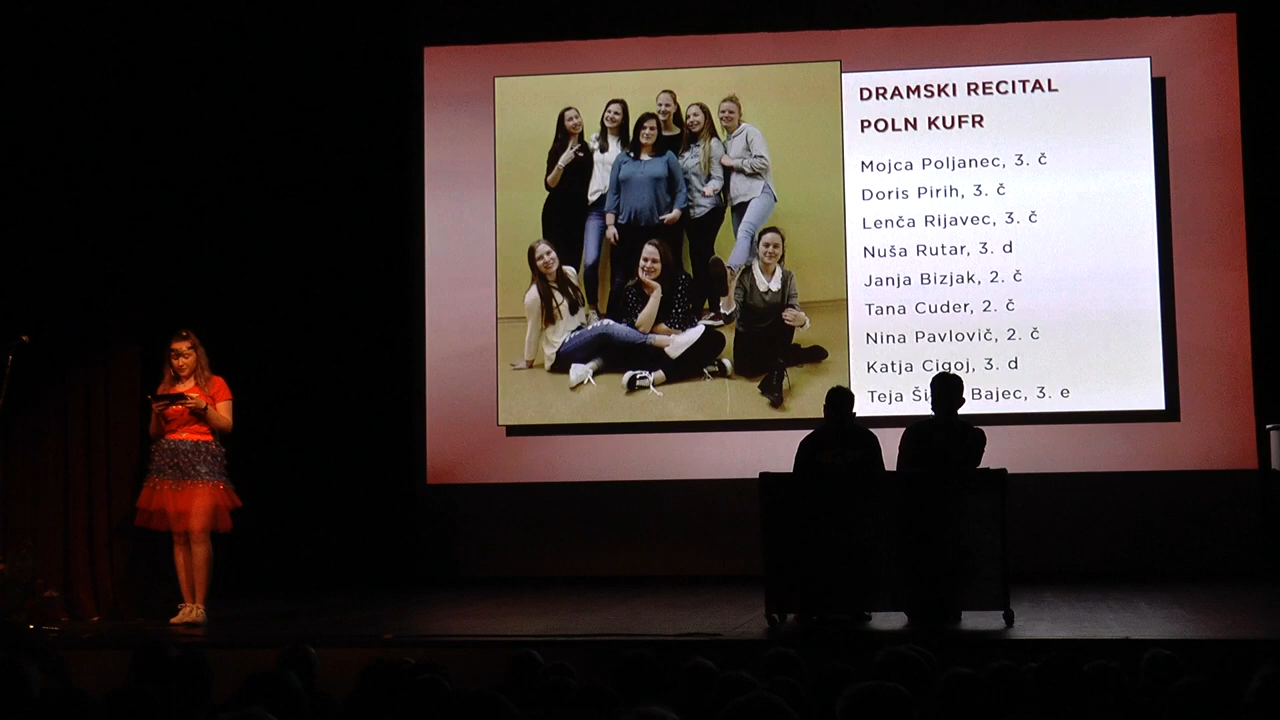 DRAMSKI RECITAL
POLN KUFR
Mojca Poljanec, 3. č
Doris Pirih, 3. č
Lenča Rijavec, 3. č
Nuša Rutar, 3. d
Janja Bizjak, 2. č
Tana Cuder, 2. č
Nina Pavlovič, 2. č
Katja Cigoj, 3. d
Teja Bajec, 3. e